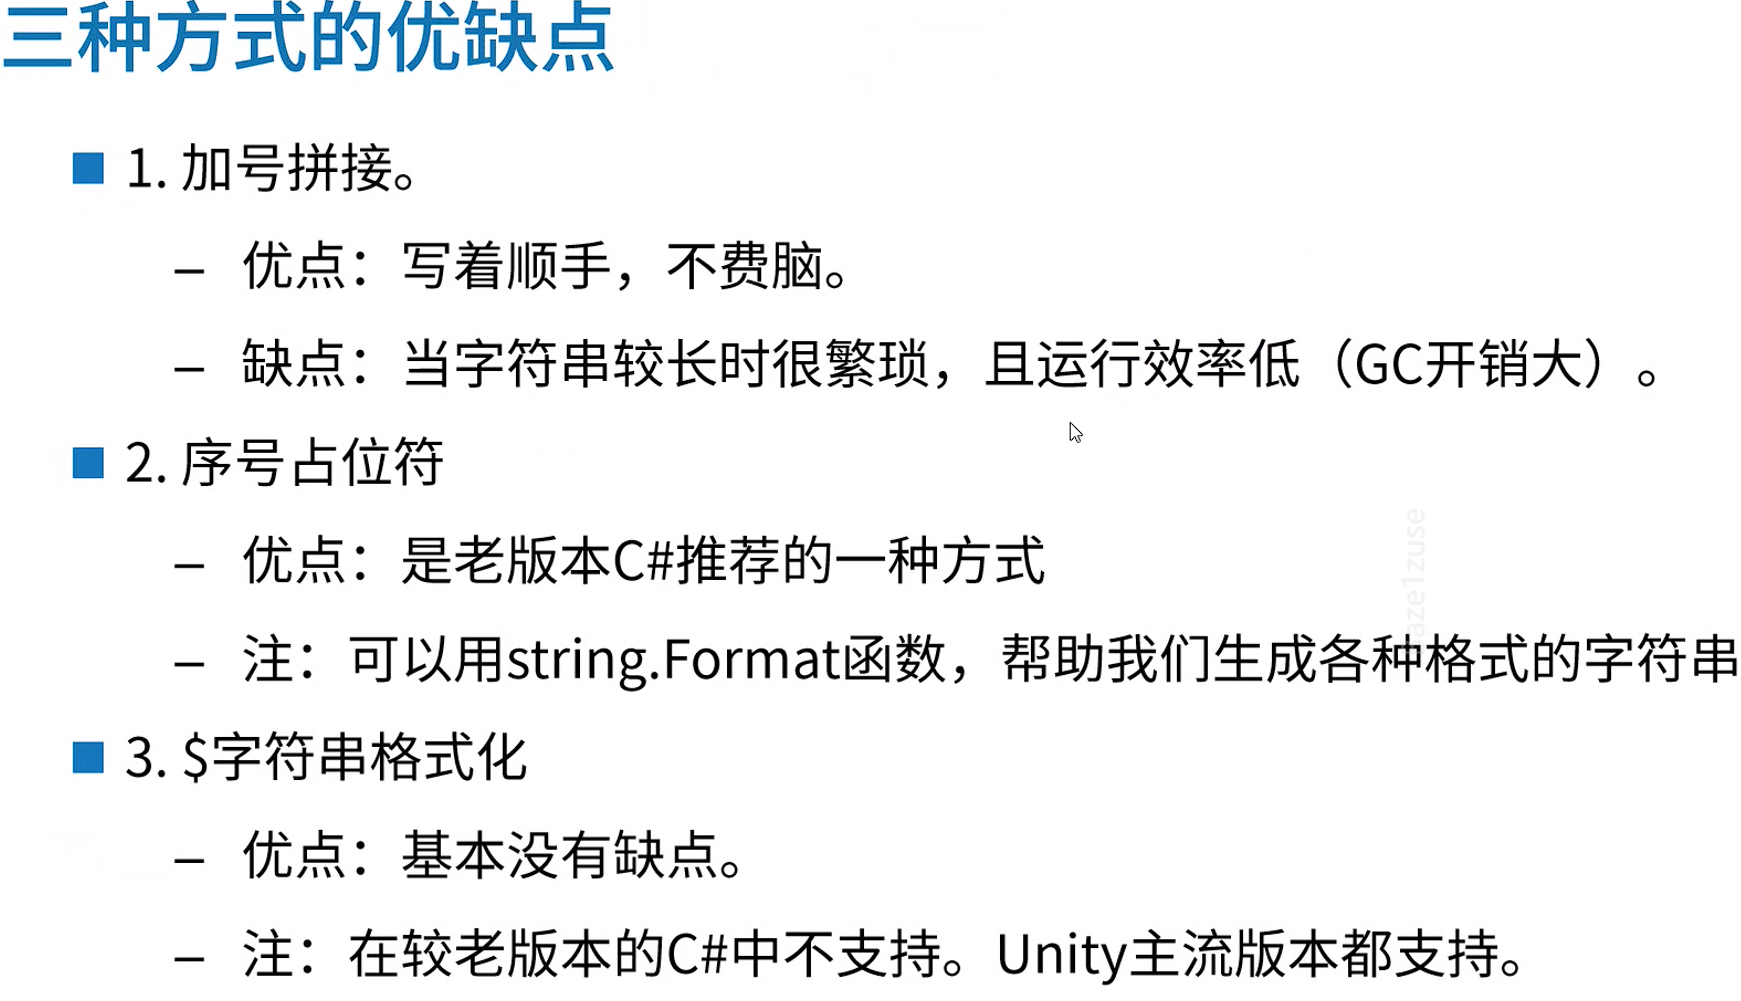 三种方式的优缺点
1. 加号拼接。
– 优点：写着顺手，不费脑。
– 缺点：当字符串较长时很繁琐，且运行效率低（GC开销大）。
2. 序号占位符
– 优点：是老版本C#推荐的一种方式
– 注：可以用string.Format函数，帮助我们生成各种格式的字符串
3. $字符串格式化
– 优点：基本没有缺点。
– 注：在较老版本的C#中不支持。Unity主流版本都支持。